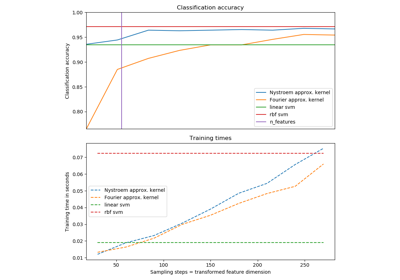 Classification accuracy
1.00
0.95
0.90
0.85
0.80
Classification accuracy
Nystroem approx. kernel
Fourier approx. kernel
linear svm
rbf svm
n_features
Training times
0.07
0.06
0.05
0.04
0.03
0.02
0.01
Training time in seconds
Nystroem approx. kernel
Fourier approx. kernel
linear svm
rbf svm
50
100
150
200
250
300
Sampling steps = transformed feature dimension